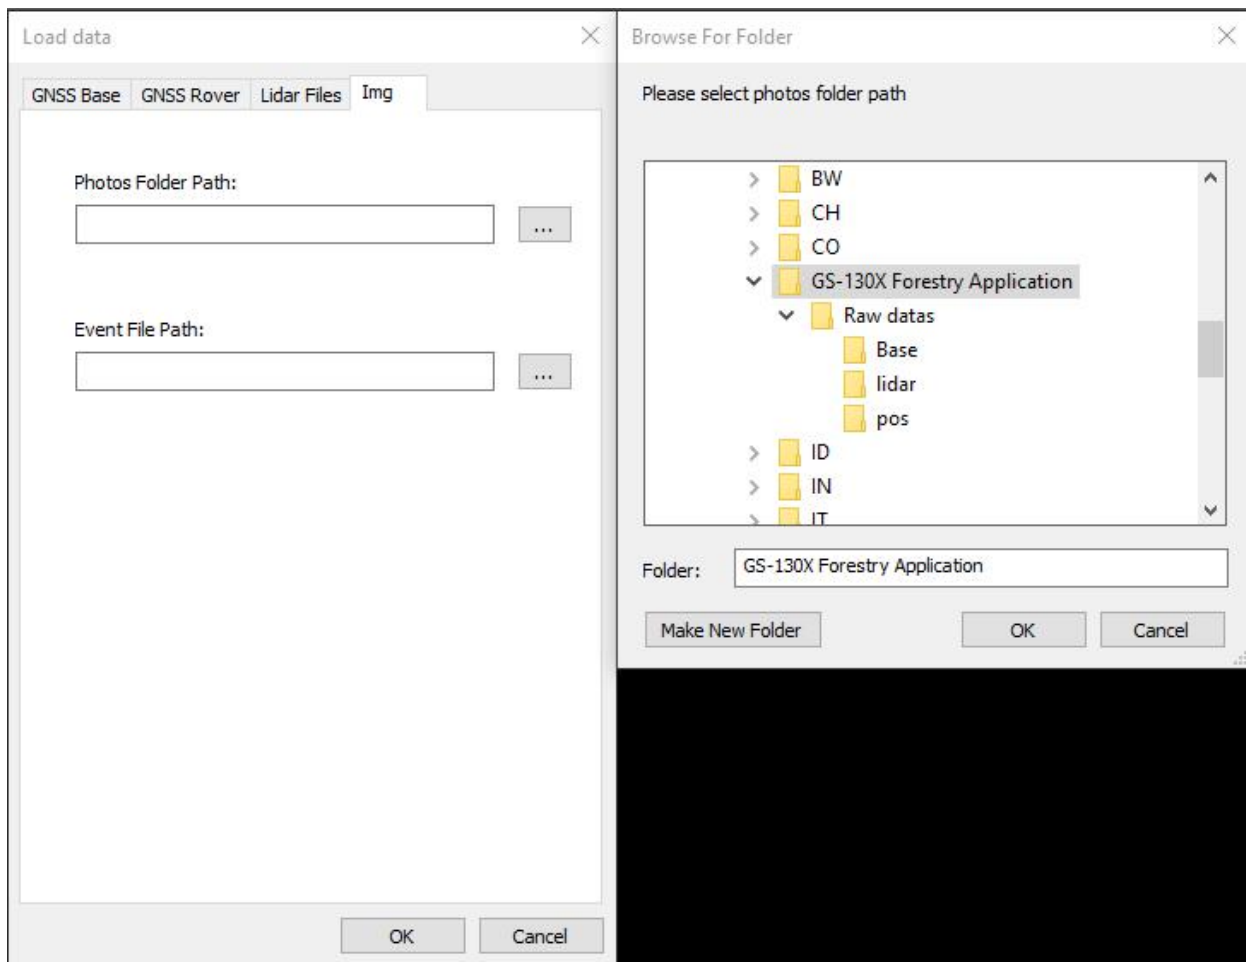 Load data
GNSS Base GNSS Rover Lidar Files Img
Photos Folder Path:
...
Event File Path:
...
OK Cancel
Browse For Folder
Please select photos folder path
BW
CH
CO
GS-130X Forestry Application
Raw datas
Base
lidar
pos
ID
IN
IT
Folder: GS-130X Forestry Application
Make New Folder OK Cancel